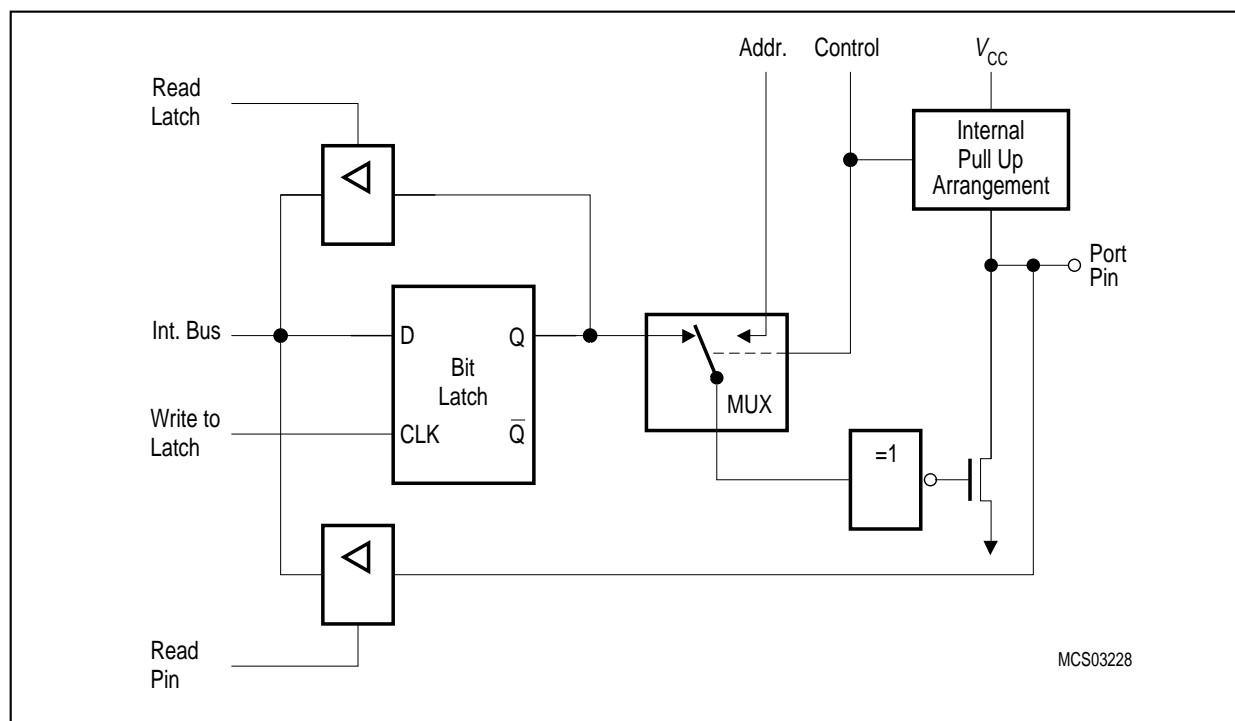 Addr.
Control
V_CC
Read
Latch
Internal
Pull Up
Arrangement
Port
Pin
Int. Bus
D
Q
Bit
Latch
MUX
Write to
Latch
CLK
Q̅
=1
Read
Pin
MCS03228